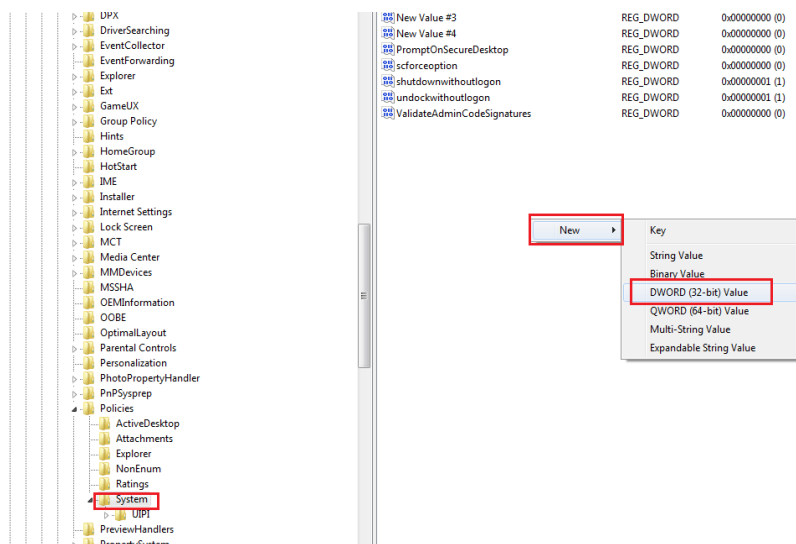 DPX
DriverSearching
EventCollector
EventForwarding
Explorer
Ext
GameUX
Group Policy
Hints
HomeGroup
HotStart
IME
Installer
Internet Settings
Lock Screen
MCT
Media Center
MMDevices
MSSHA
OEMInformation
OOBE
OptimalLayout
Parental Controls
Personalization
PhotoPropertyHandler
PnPSysprep
Policies
ActiveDesktop
Attachments
Explorer
NonEnum
Ratings
System
UIPI
PreviewHandlers
PropertySystem
New Value #3 REG_DWORD 0x00000000 (0)
New Value #4 REG_DWORD 0x00000000 (0)
PromptOnSecureDesktop REG_DWORD 0x00000000 (0)
scforceoption REG_DWORD 0x00000000 (0)
shutdownwithoutlogon REG_DWORD 0x00000001 (1)
undockwithoutlogon REG_DWORD 0x00000001 (1)
ValidateAdminCodeSignatures REG_DWORD 0x00000000 (0)
New
Key
String Value
Binary Value
DWORD (32-bit) Value
QWORD (64-bit) Value
Multi-String Value
Expandable String Value